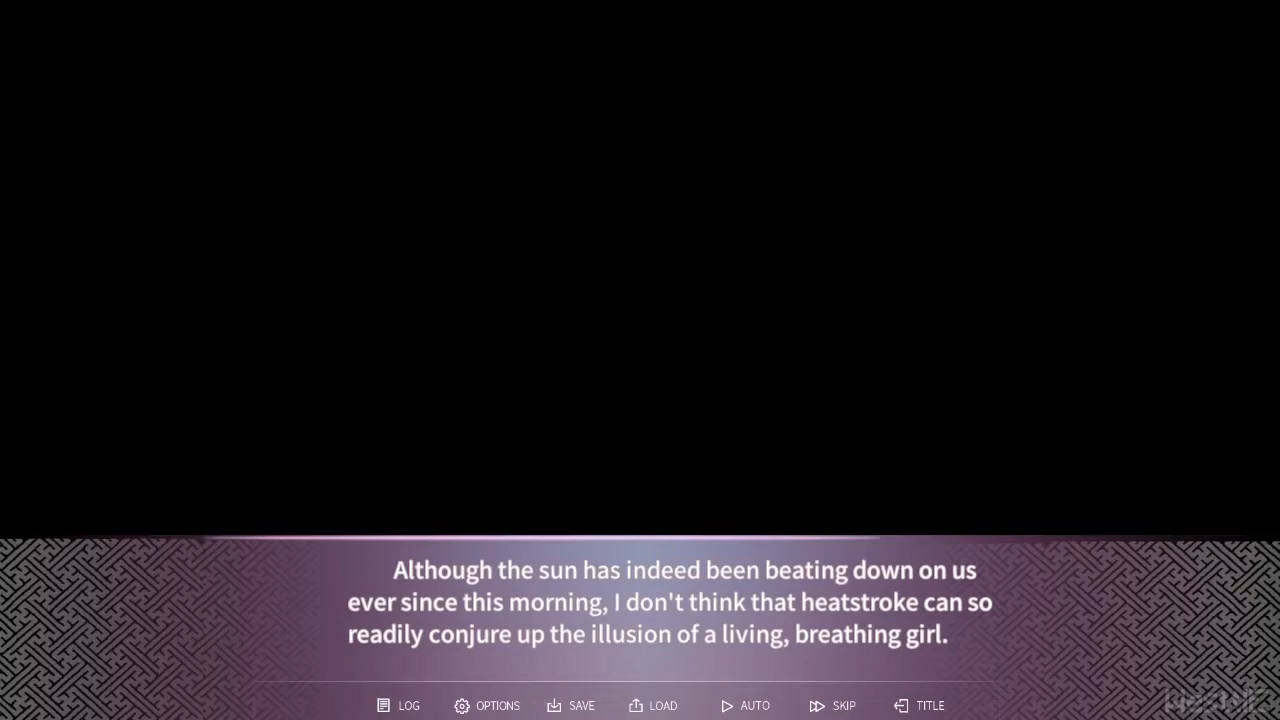 Although the sun has indeed been beating down on us
ever since this morning, I don't think that heatstroke can so
readily conjure up the illusion of a living, breathing girl.
LOG OPTIONS SAVE LOAD AUTO SKIP TITLE